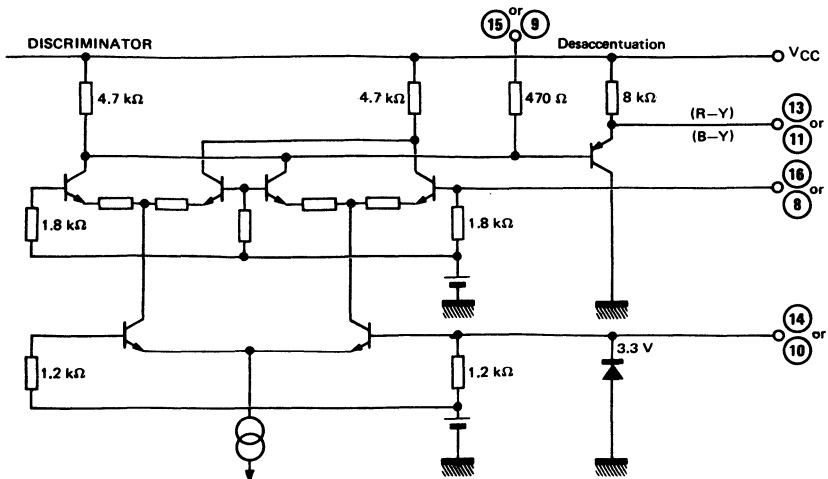 15 or 9
DISCRIMINATOR
Desaccentuation
VCC
4.7 kΩ
4.7 kΩ
470 Ω
8 kΩ
(R–Y)
(B–Y)
13 or 11
16 or 8
1.8 kΩ
1.8 kΩ
14 or 10
3.3 V
1.2 kΩ
1.2 kΩ